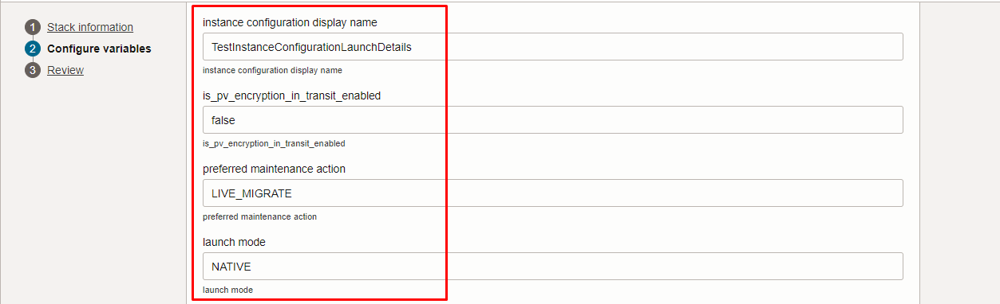 1 Stack information
2 Configure variables
3 Review
instance configuration display name
TestInstanceConfigurationLaunchDetails
instance configuration display name
is_pv_encryption_in_transit_enabled
false
is_pv_encryption_in_transit_enabled
preferred maintenance action
LIVE_MIGRATE
preferred maintenance action
launch mode
NATIVE
launch mode